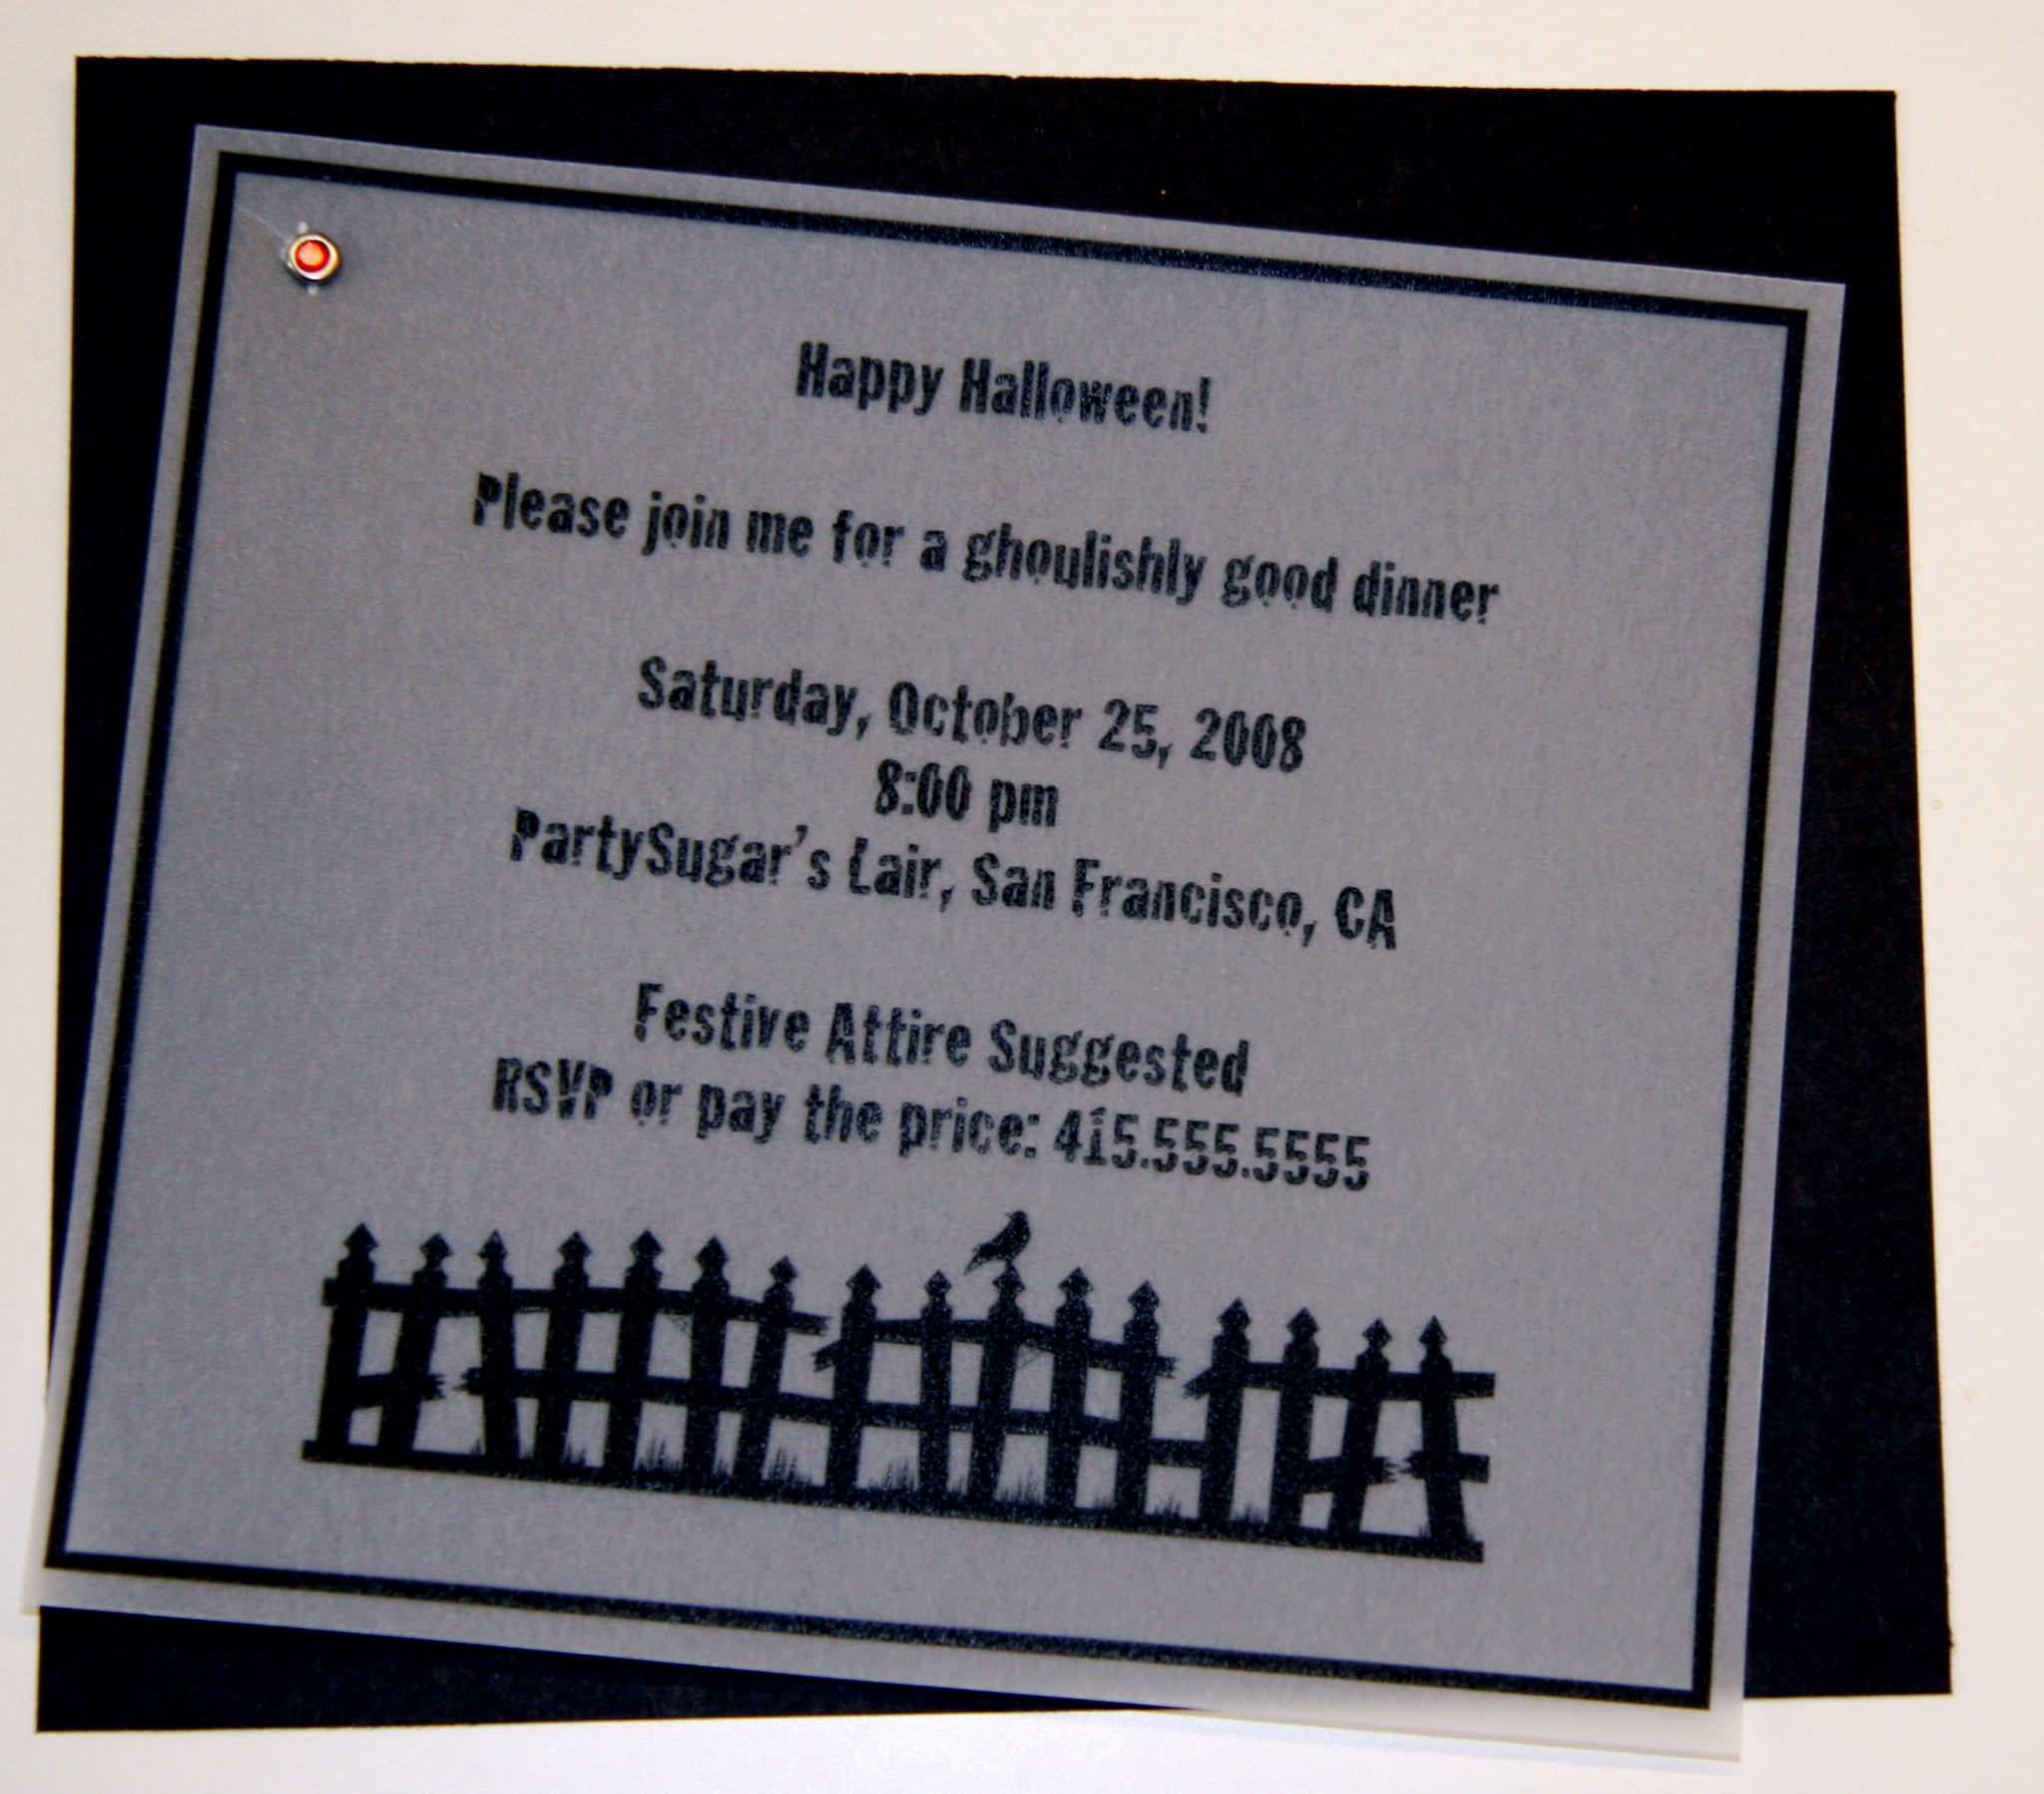 Happy Halloween!
Please join me for a ghoulishly good dinner
Saturday, October 25, 2008
8:00 pm
PartySugar's Lair, San Francisco, CA
Festive Attire Suggested
RSVP or pay the price: 415.555.5555